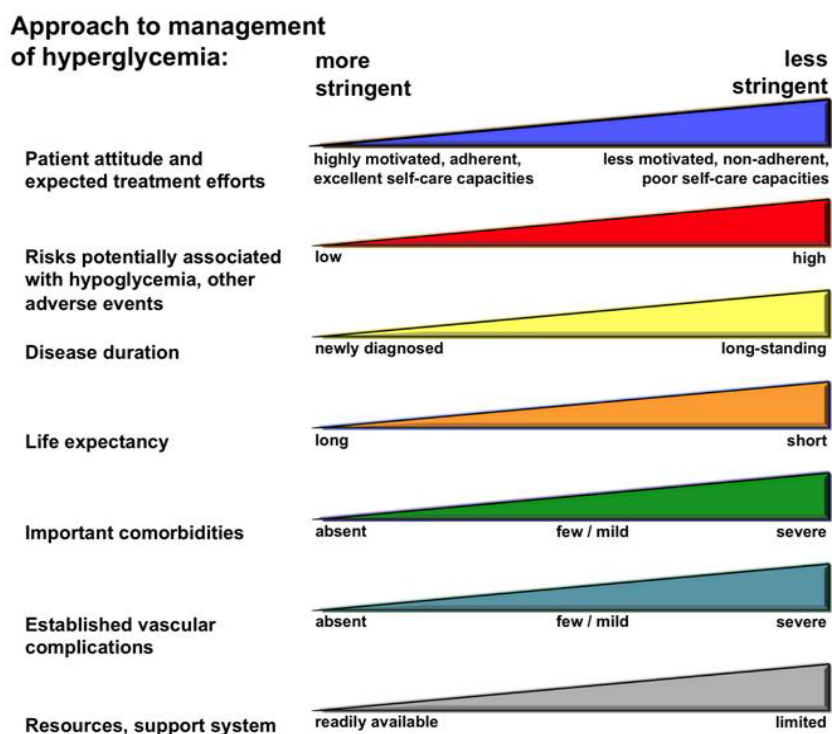 Approach to management
of hyperglycemia:
more
stringent
less
stringent
Patient attitude and
expected treatment efforts
highly motivated, adherent,
excellent self-care capacities
less motivated, non-adherent,
poor self-care capacities
Risks potentially associated
with hypoglycemia, other
adverse events
low
high
Disease duration
newly diagnosed
long-standing
Life expectancy
long
short
Important comorbidities
absent
few / mild
severe
Established vascular
complications
absent
few / mild
severe
Resources, support system
readily available
limited